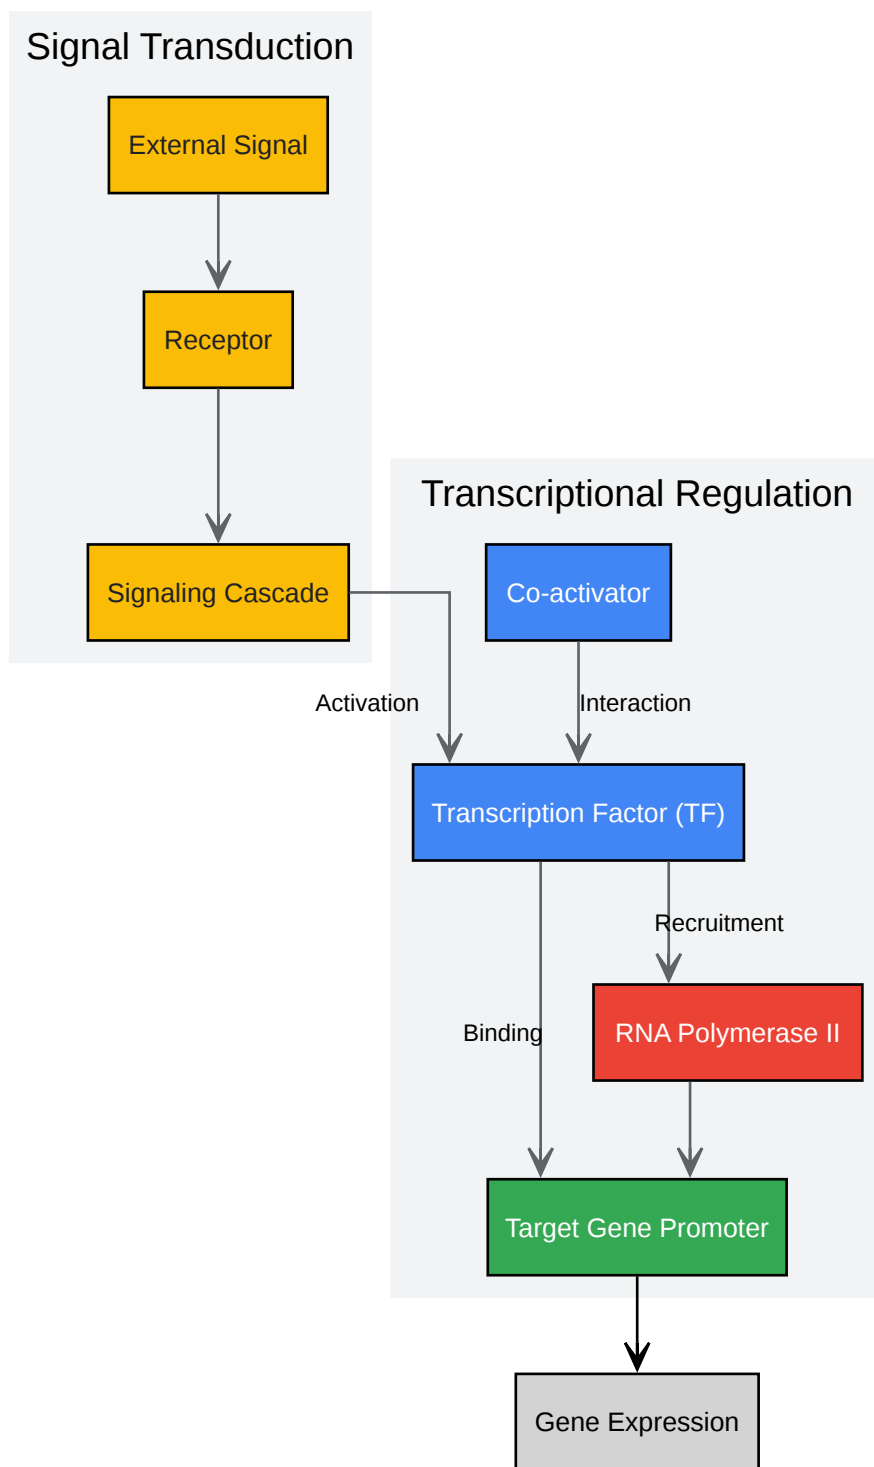 Signal Transduction
External Signal
Receptor
Signaling Cascade
Transcriptional Regulation
Co-activator
Activation
Interaction
Transcription Factor (TF)
Recruitment
Binding
RNA Polymerase II
Target Gene Promoter
Gene Expression